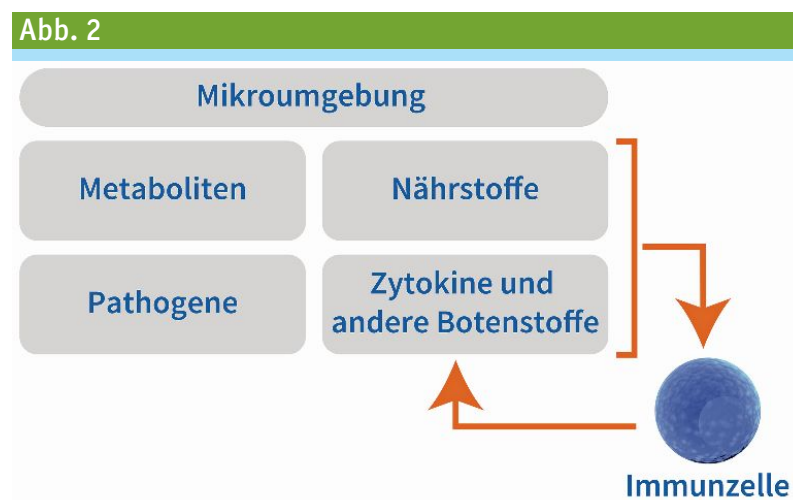 Abb. 2
Mikroumgebung
Metaboliten
Nährstoffe
Pathogene
Zytokine und
andere Botenstoffe
Immunzelle